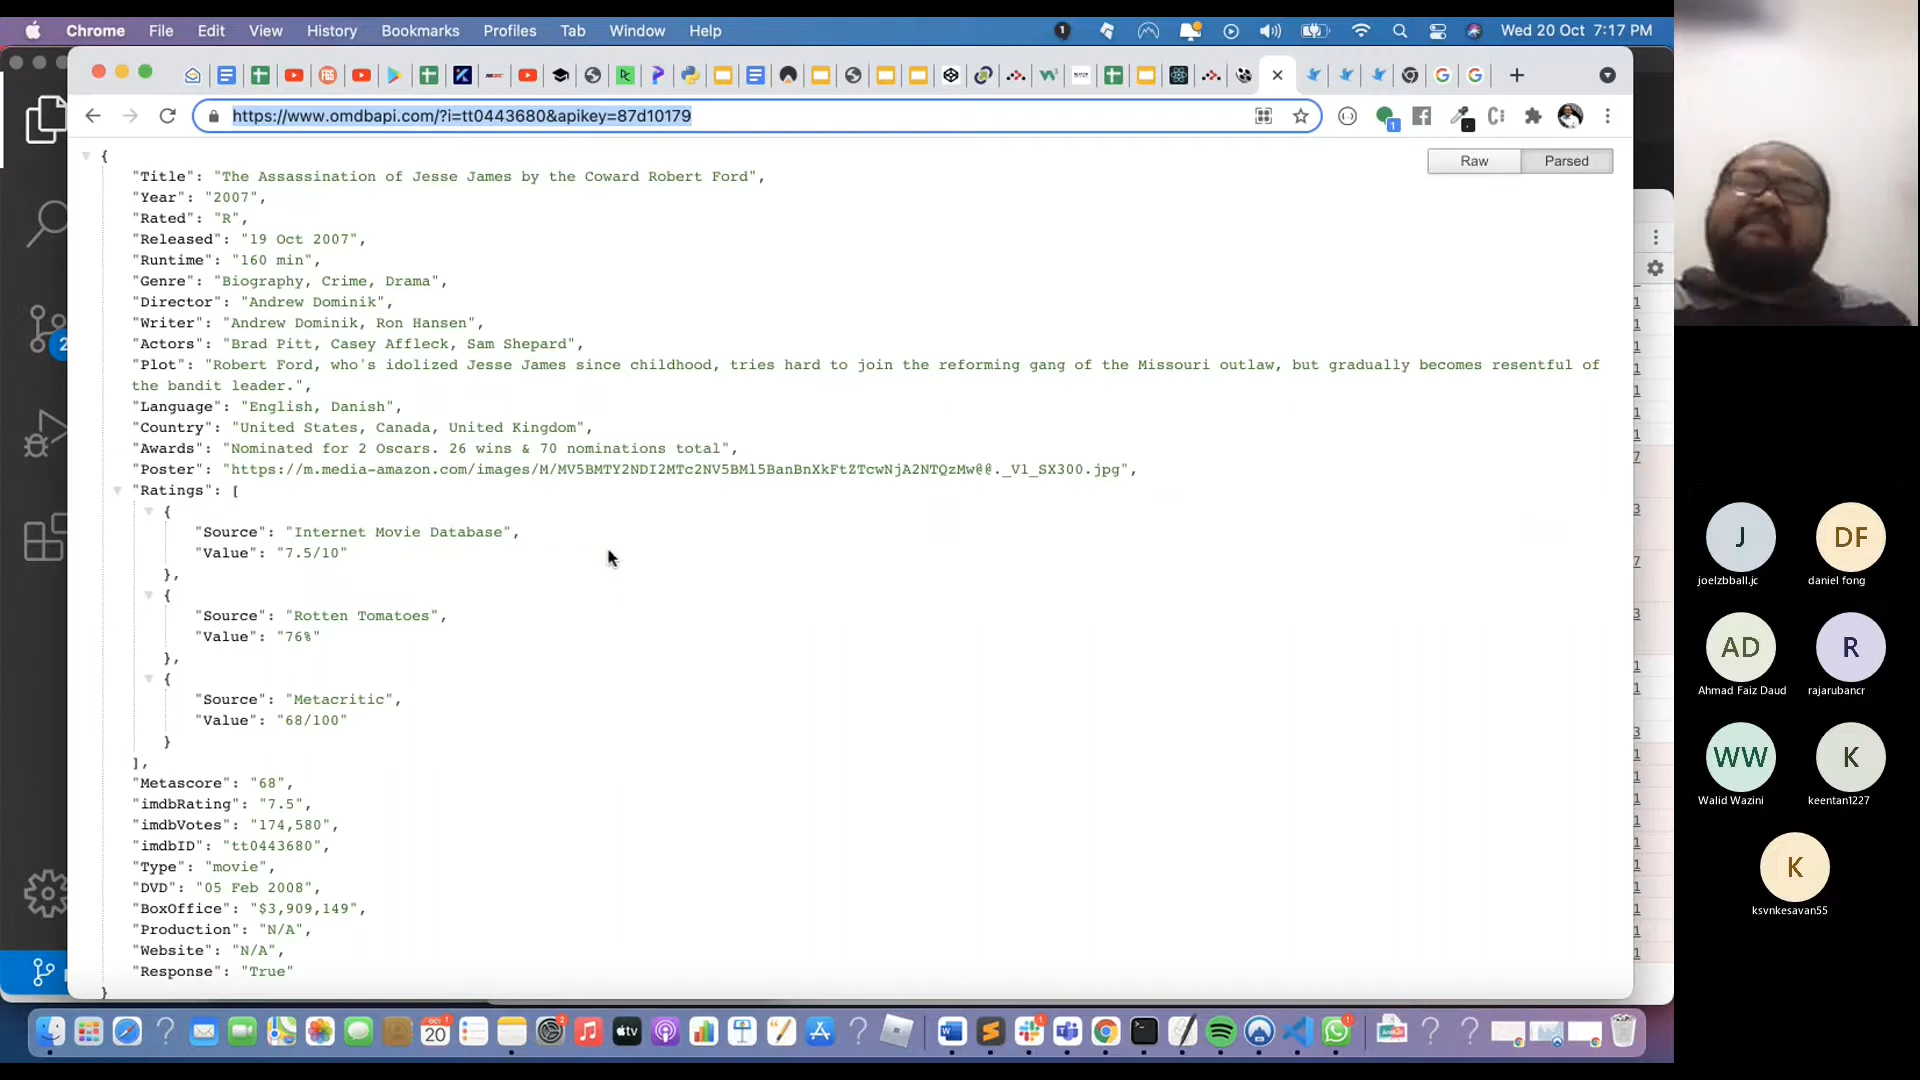 Chrome File Edit View History Bookmarks Profiles Tab Window Help 1 Wed 20 Oct 7:17 PM
https://www.omdbapi.com/?i=tt0443680&apikey=87d10179
Raw Parsed
{
"Title": "The Assassination of Jesse James by the Coward Robert Ford",
"Year": "2007",
"Rated": "R",
"Released": "19 Oct 2007",
"Runtime": "160 min",
"Genre": "Biography, Crime, Drama",
"Director": "Andrew Dominik",
"Writer": "Andrew Dominik, Ron Hansen",
"Actors": "Brad Pitt, Casey Affleck, Sam Shepard",
"Plot": "Robert Ford, who's idolized Jesse James since childhood, tries hard to join the reforming gang of the Missouri outlaw, but gradually becomes resentful of
the bandit leader.",
"Language": "English, Danish",
"Country": "United States, Canada, United Kingdom",
"Awards": "Nominated for 2 Oscars. 26 wins & 70 nominations total",
"Poster": "https://m.media-amazon.com/images/M/MV5BMTY2NDI2MTc2NV5BMl5BanBnXkFtZTcwNjA2NTQzMw@@._V1_SX300.jpg",
"Ratings": [
{
"Source": "Internet Movie Database",
"Value": "7.5/10"
},
{
"Source": "Rotten Tomatoes",
"Value": "76%"
},
{
"Source": "Metacritic",
"Value": "68/100"
}
],
"Metascore": "68",
"imdbRating": "7.5",
"imdbVotes": "174,580",
"imdbID": "tt0443680",
"Type": "movie",
"DVD": "05 Feb 2008",
"BoxOffice": "$3,909,149",
"Production": "N/A",
"Website": "N/A",
"Response": "True"
}
J DF
joelzbball.jc daniel fong
AD R
Ahmad Faiz Daud rajarubancr
WW K
Walid Wazini keentan1227
K
ksvnkesavan55